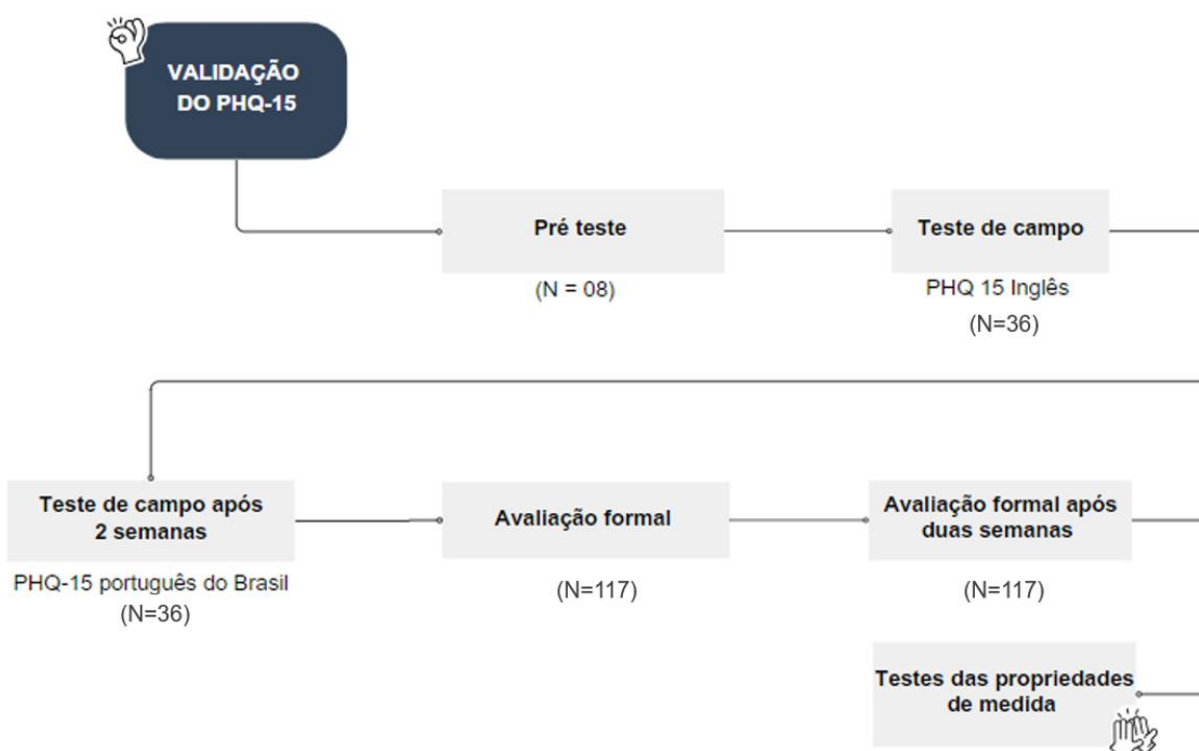 VALIDAÇÃO
DO PHQ-15
Pré teste
(N = 08)
Teste de campo
PHQ 15 Inglês
(N=36)
Teste de campo após
2 semanas
PHQ-15 português do Brasil
(N=36)
Avaliação formal
(N=117)
Avaliação formal após
duas semanas
(N=117)
Testes das propriedades
de medida